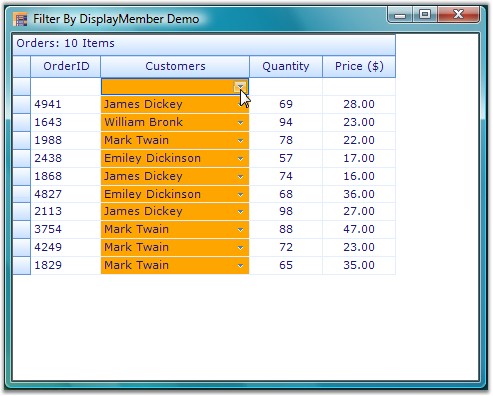 Filter By DisplayMember Demo
Orders: 10 Items
OrderID Customers Quantity Price ($)
4941 James Dickey 69 28.00
1643 William Bronk 94 23.00
1988 Mark Twain 78 22.00
2438 Emiley Dickinson 57 17.00
1868 James Dickey 74 16.00
4827 Emiley Dickinson 68 36.00
2113 James Dickey 98 27.00
3754 Mark Twain 88 47.00
4249 Mark Twain 72 23.00
1829 Mark Twain 65 35.00